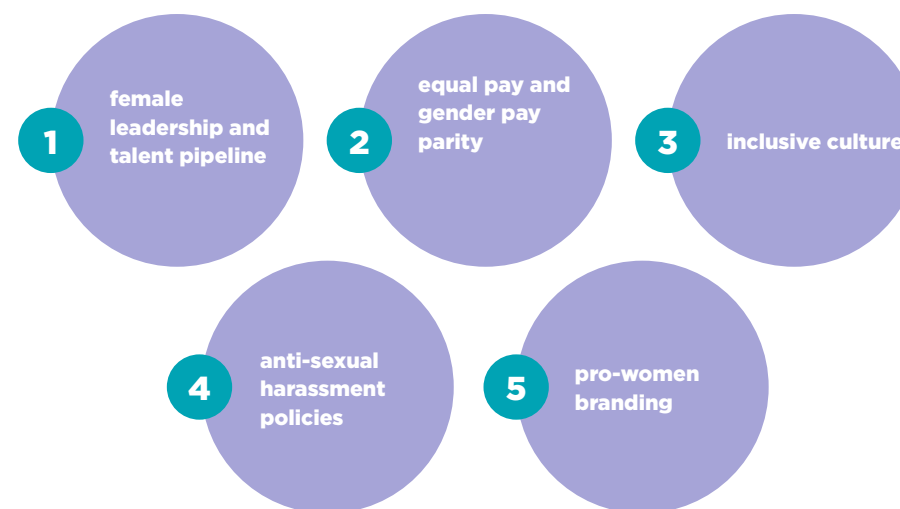 1
female
leadership and
talent pipeline
2
equal pay and
gender pay
parity
3
inclusive culture
4
anti-sexual
harassment
policies
5
pro-women
branding